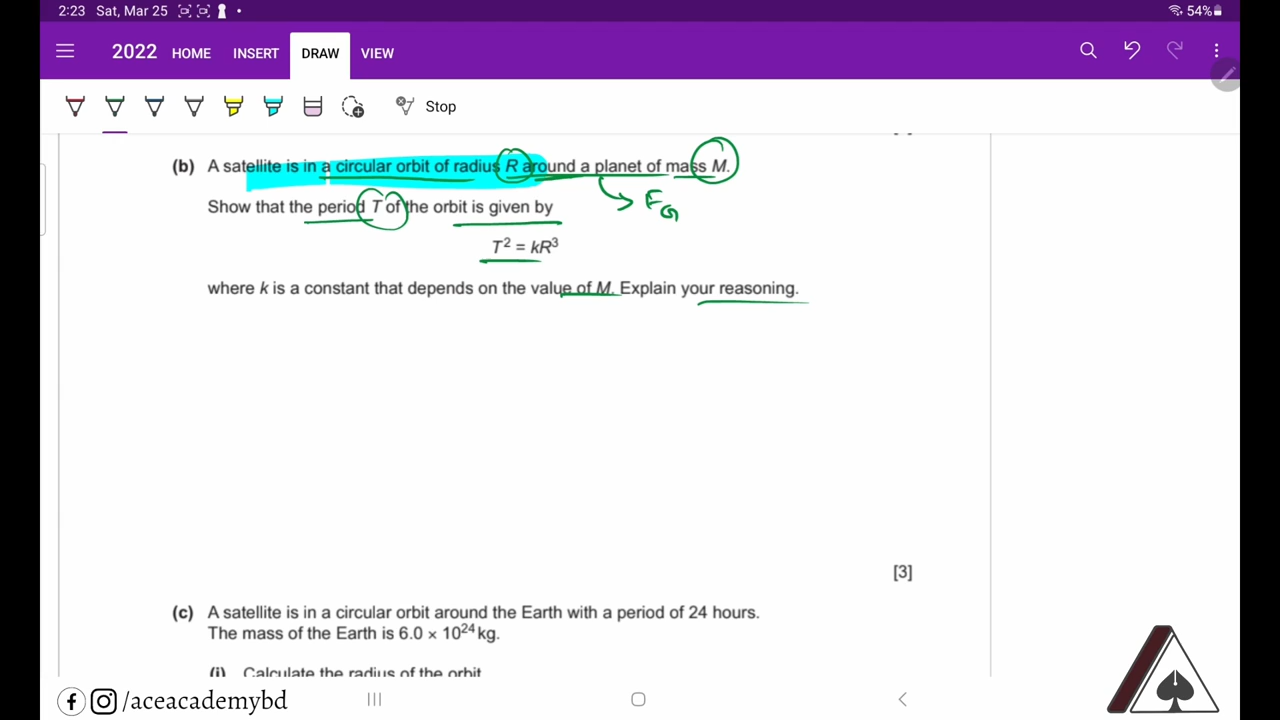 2:23 Sat, Mar 25 54%
2022 HOME INSERT DRAW VIEW
Stop
(b) A satellite is in a circular orbit of radius R around a planet of mass M.
Show that the period T of the orbit is given by
FG
T² = kR³
where k is a constant that depends on the value of M. Explain your reasoning.
[3]
(c) A satellite is in a circular orbit around the Earth with a period of 24 hours.
The mass of the Earth is 6.0 × 10²⁴ kg.
(i) Calculate the radius of the orbit
/aceacademybd